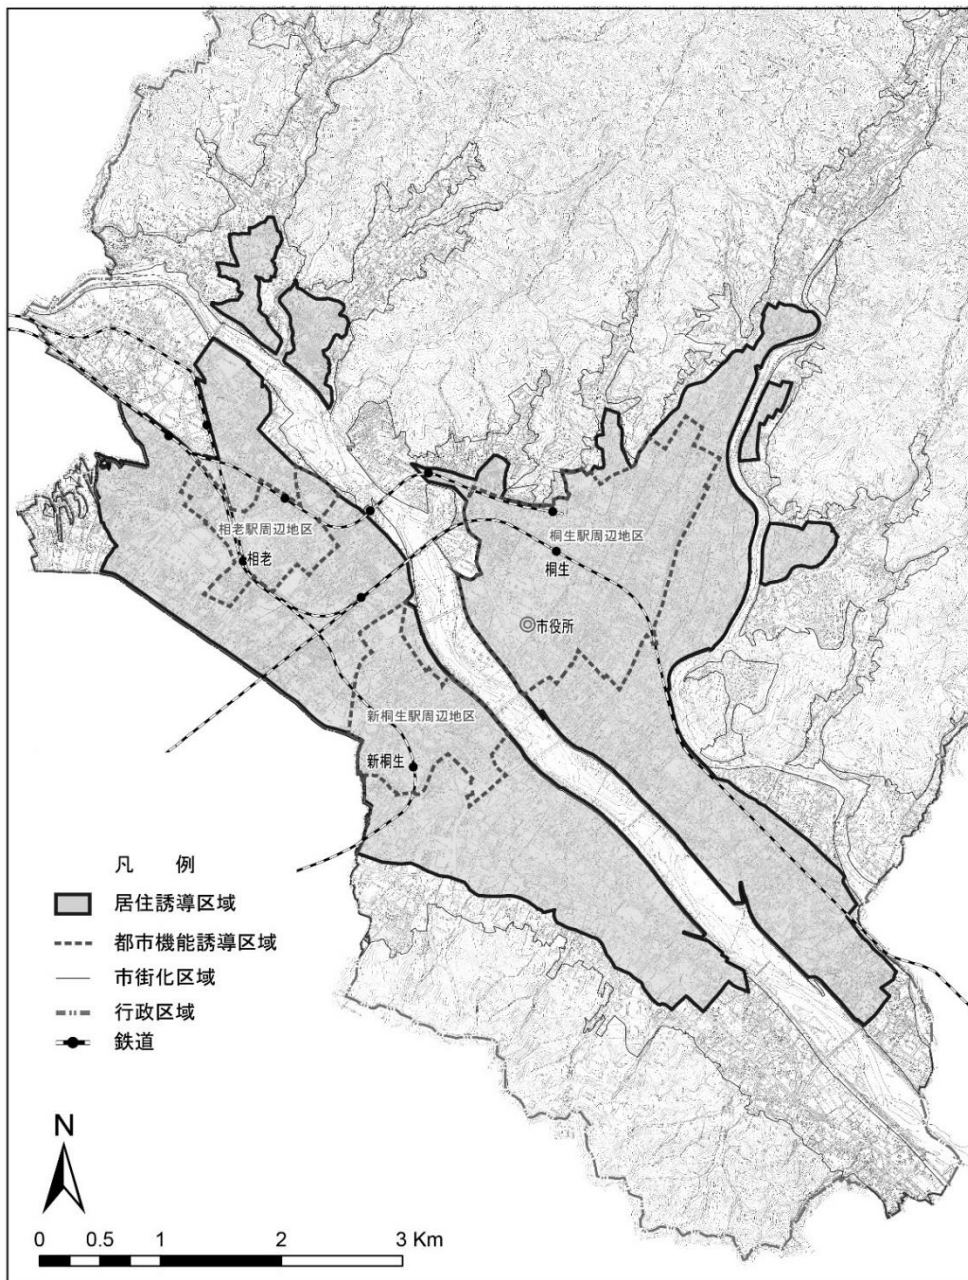 相老駅周辺地区
相老
桐生駅周辺地区
桐生
市役所
新桐生駅周辺地区
新桐生
凡 例
居住誘導区域
都市機能誘導区域
市街化区域
行政区域
鉄道
N
0 0.5 1 2 3 Km